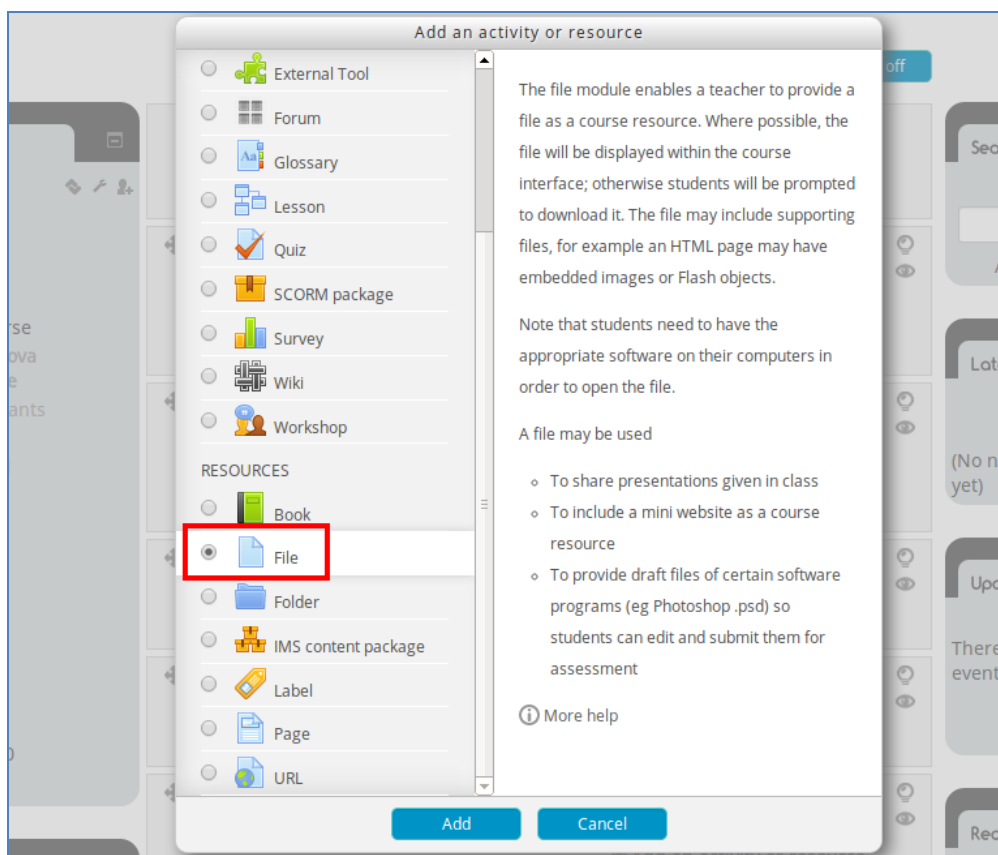 Add an activity or resource
External Tool
Forum
Glossary
Lesson
Quiz
SCORM package
Survey
Wiki
Workshop
RESOURCES
Book
File
Folder
IMS content package
Label
Page
URL
The file module enables a teacher to provide a
file as a course resource. Where possible, the
file will be displayed within the course
interface; otherwise students will be prompted
to download it. The file may include supporting
files, for example an HTML page may have
embedded images or Flash objects.
Note that students need to have the
appropriate software on their computers in
order to open the file.
A file may be used
To share presentations given in class
To include a mini website as a course
resource
To provide draft files of certain software
programs (eg Photoshop .psd) so
students can edit and submit them for
assessment
More help
Add
Cancel
off
rse
ova
e
ants
Sea
Lat
(No n
yet)
Upd
There
event
Rec